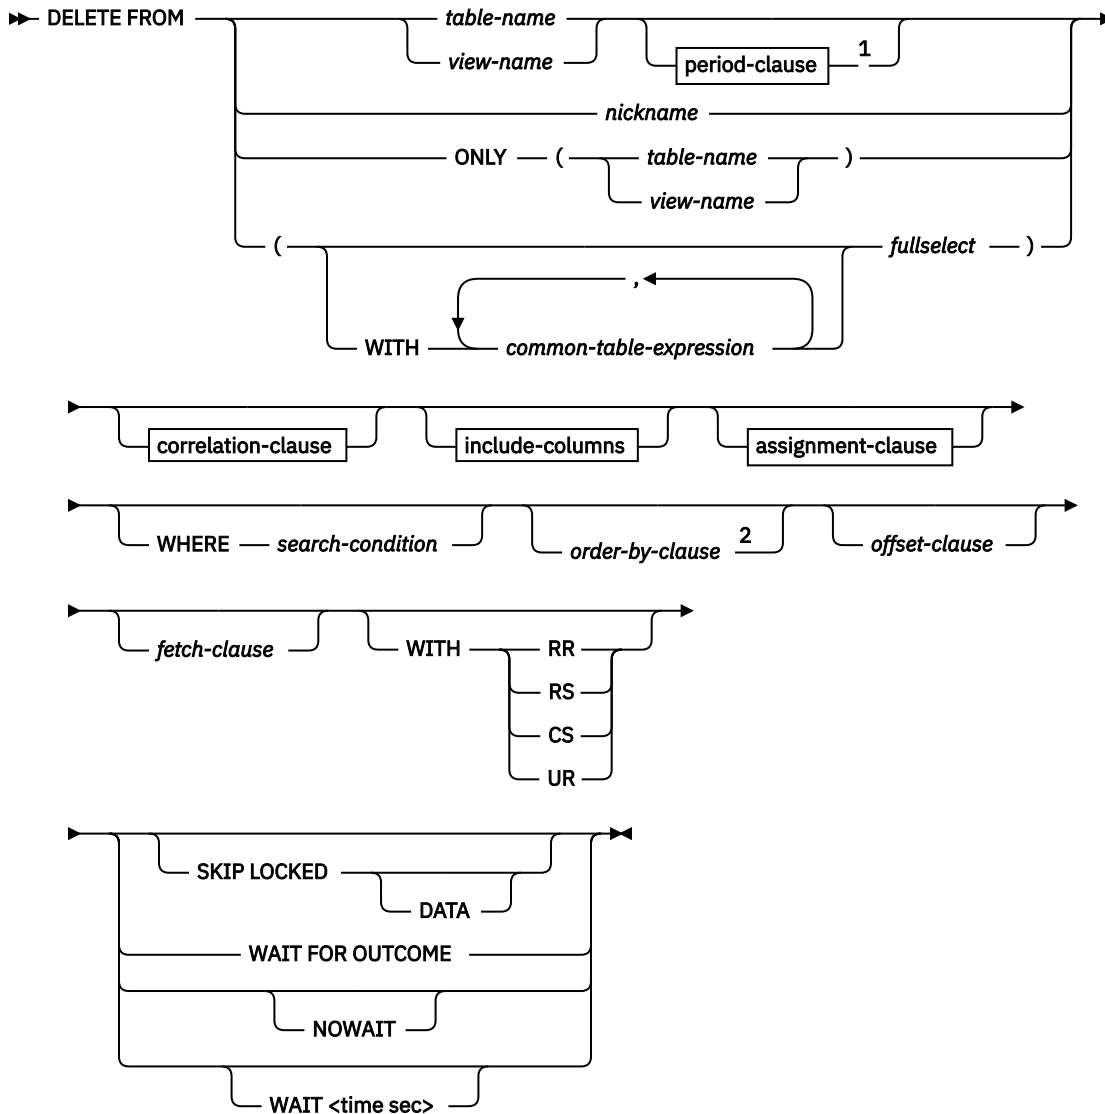 DELETE FROM table-name
view-name period-clause 1
nickname
ONLY ( table-name )
view-name
( fullselect )
,
WITH common-table-expression
correlation-clause include-columns assignment-clause
WHERE search-condition order-by-clause 2 offset-clause
fetch-clause WITH RR
RS
CS
UR
SKIP LOCKED
DATA
WAIT FOR OUTCOME
NOWAIT
WAIT <time sec>